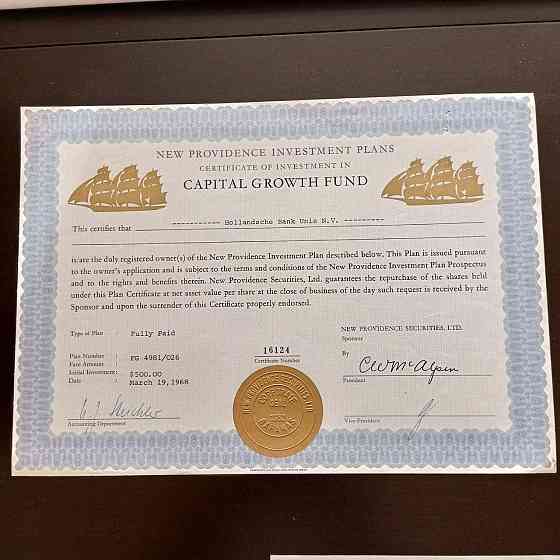 NEW PROVIDENCE INVESTMENT PLANS
CERTIFICATE OF INVESTMENT IN
CAPITAL GROWTH FUND
This certifies that ------------ Hollandsche Bank Unie N.V. ----------
is/are the duly registered owner(s) of the New Providence Investment Plan described below. This Plan is issued pursuant
to the owner's application and is subject to the terms and conditions of the New Providence Investment Plan Prospectus
and to the rights and benefits therein. New Providence Securities, Ltd. guarantees the repurchase of the shares held
under this Plan Certificate at net asset value per share at the close of business of the day such request is received by the
Sponsor and upon the surrender of this Certificate properly endorsed.
Type of Plan : Fully Paid
Plan Number : FG 4981/026
Face Amount :
Initial Investment : $500.00
Date : March 19, 1968
Accounting Department
16124
Certificate Number
NEW PROVIDENCE SECURITIES, LTD.
Sponsor
By
President
Vice-President
BAHAMAS